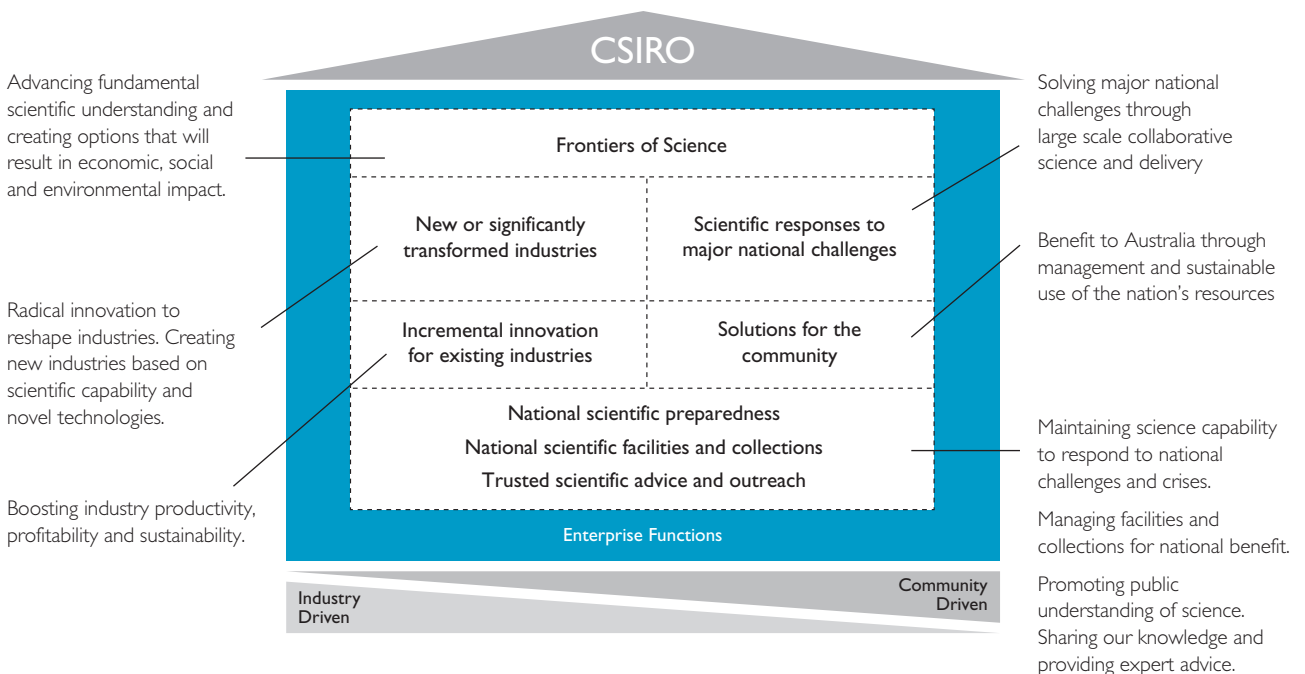 CSIRO
Advancing fundamental
scientific understanding and
creating options that will
result in economic, social
and environmental impact.
Radical innovation to
reshape industries. Creating
new industries based on
scientific capability and
novel technologies.
Boosting industry productivity,
profitability and sustainability.
Frontiers of Science
New or significantly
transformed industries
Scientific responses to
major national challenges
Incremental innovation
for existing industries
Solutions for the
community
National scientific preparedness
National scientific facilities and collections
Trusted scientific advice and outreach
Enterprise Functions
Industry
Driven
Community
Driven
Solving major national
challenges through
large scale collaborative
science and delivery
Benefit to Australia through
management and sustainable
use of the nation’s resources
Maintaining science capability
to respond to national
challenges and crises.
Managing facilities and
collections for national benefit.
Promoting public
understanding of science.
Sharing our knowledge and
providing expert advice.